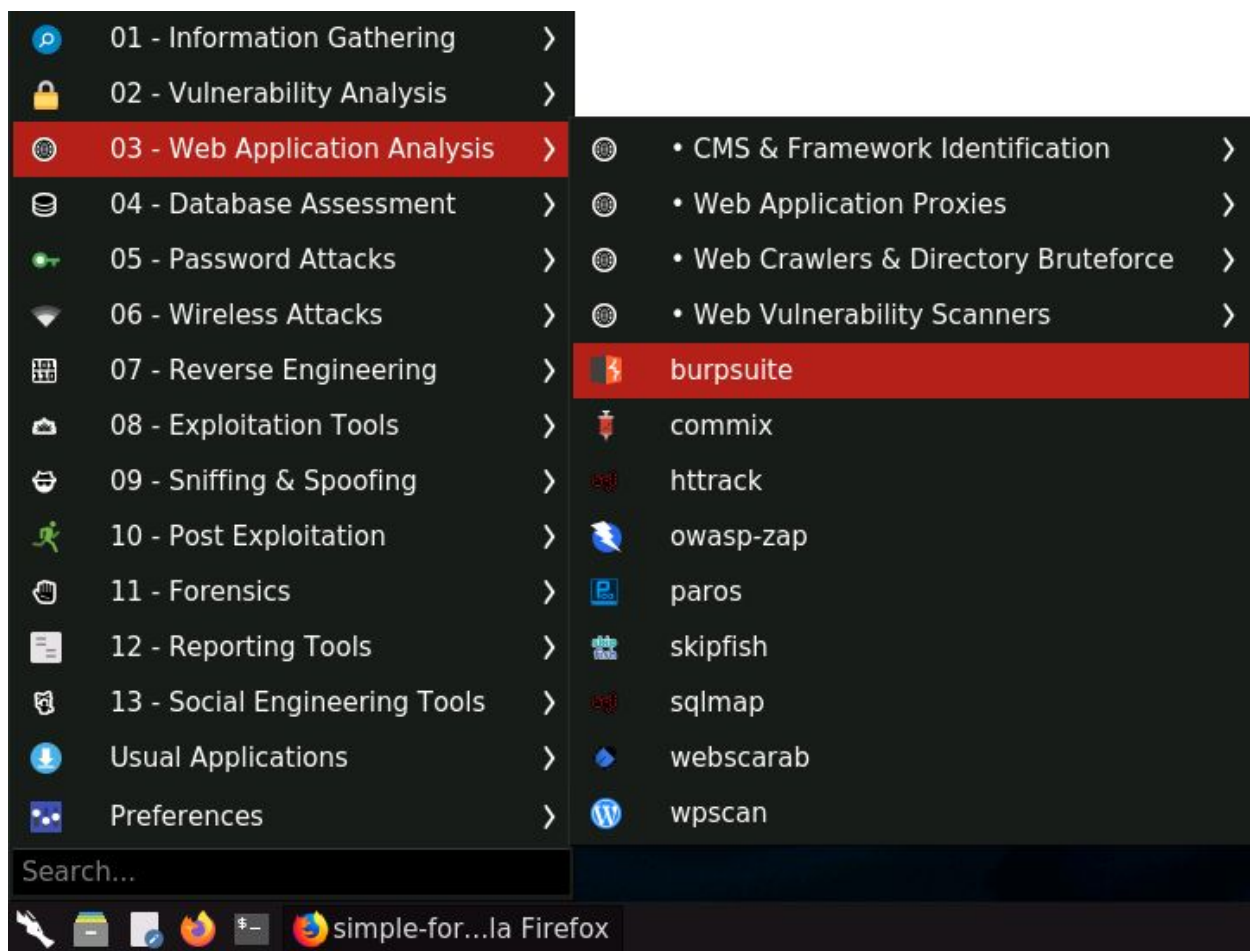 01 - Information Gathering
02 - Vulnerability Analysis
03 - Web Application Analysis
04 - Database Assessment
05 - Password Attacks
06 - Wireless Attacks
07 - Reverse Engineering
08 - Exploitation Tools
09 - Sniffing & Spoofing
10 - Post Exploitation
11 - Forensics
12 - Reporting Tools
13 - Social Engineering Tools
Usual Applications
Preferences
Search...
• CMS & Framework Identification
• Web Application Proxies
• Web Crawlers & Directory Bruteforce
• Web Vulnerability Scanners
burpsuite
commix
httrack
owasp-zap
paros
skipfish
sqlmap
webscarab
wpscan
simple-for...la Firefox